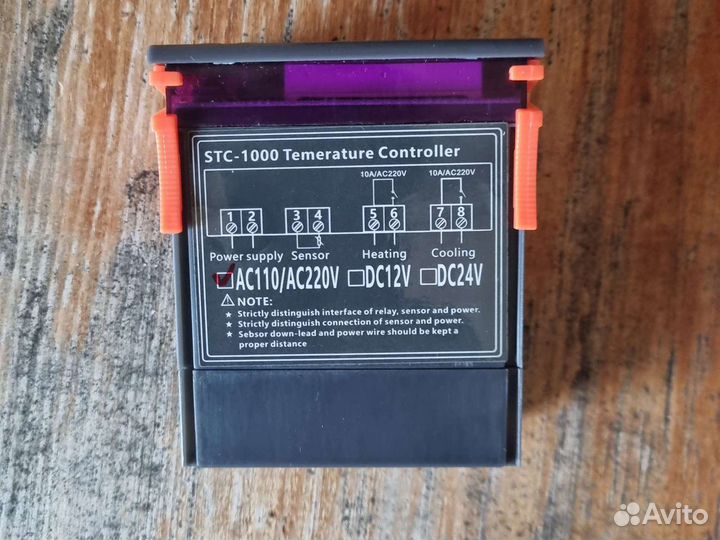 STC-1000 Temerature Controller
10A/AC220V 10A/AC220V
1 2 3 4 5 6 7 8
Power supply Sensor Heating Cooling
AC110/AC220V DC12V DC24V
NOTE:
★ Strictly distinguish interface of relay, sensor and power.
★ Strictly distinguish connection of sensor and power.
★ Sebsor down-lead and power wire should be kept a
proper distance
Avito